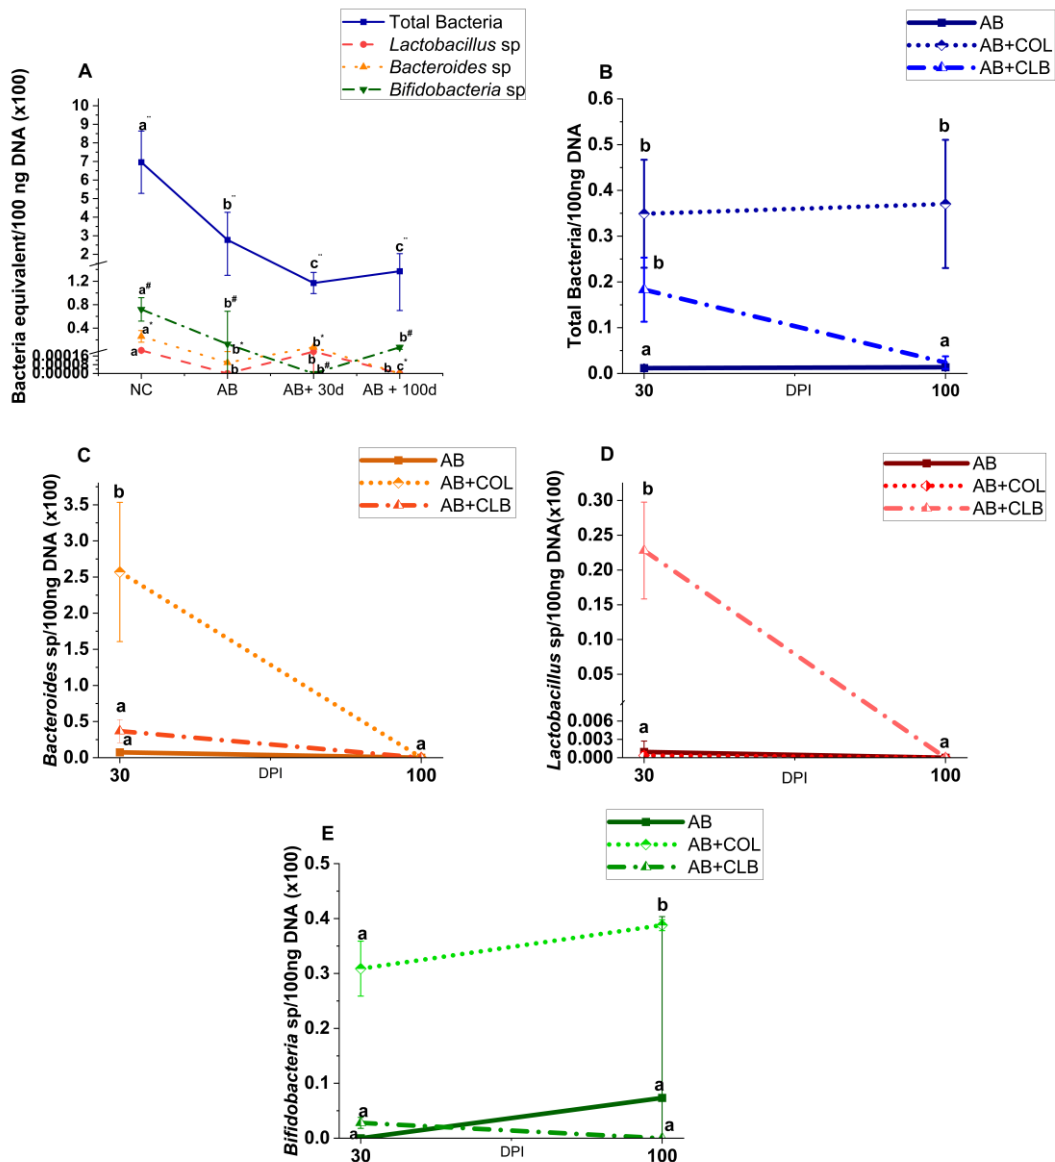 Total Bacteria
Lactobacillus sp
Bacteroides sp
Bifidobacteria sp
A
Bacteria equivalent/100 ng DNA (x100)
10
9
8
7
6
5
4
3
2
1.2
0.8
0.4
0.00016
0.00008
0.00000
a¨
b¨
c¨
c¨
a#
b#
a*
b*
b*
b#
a
b
b
b#
b
c*
NC
AB
AB+ 30d
AB + 100d
AB
AB+COL
AB+CLB
B
Total Bacteria/100ng DNA
0.6
0.5
0.4
0.3
0.2
0.1
0.0
b
b
b
a
a
30
DPI
100
AB
AB+COL
AB+CLB
C
Bacteroides sp/100ng DNA (x100)
3.5
3.0
2.5
2.0
1.5
1.0
0.5
0.0
b
a
a
a
30
DPI
100
AB
AB+COL
AB+CLB
D
Lactobacillus sp/100ng DNA(x100)
0.30
0.25
0.20
0.15
0.10
0.05
0.006
0.003
0.000
b
a
a
30
DPI
100
AB
AB+COL
AB+CLB
E
Bifidobacteria sp/100ng DNA (x100)
0.5
0.4
0.3
0.2
0.1
0.0
a
b
a
a
a
a
30
DPI
100